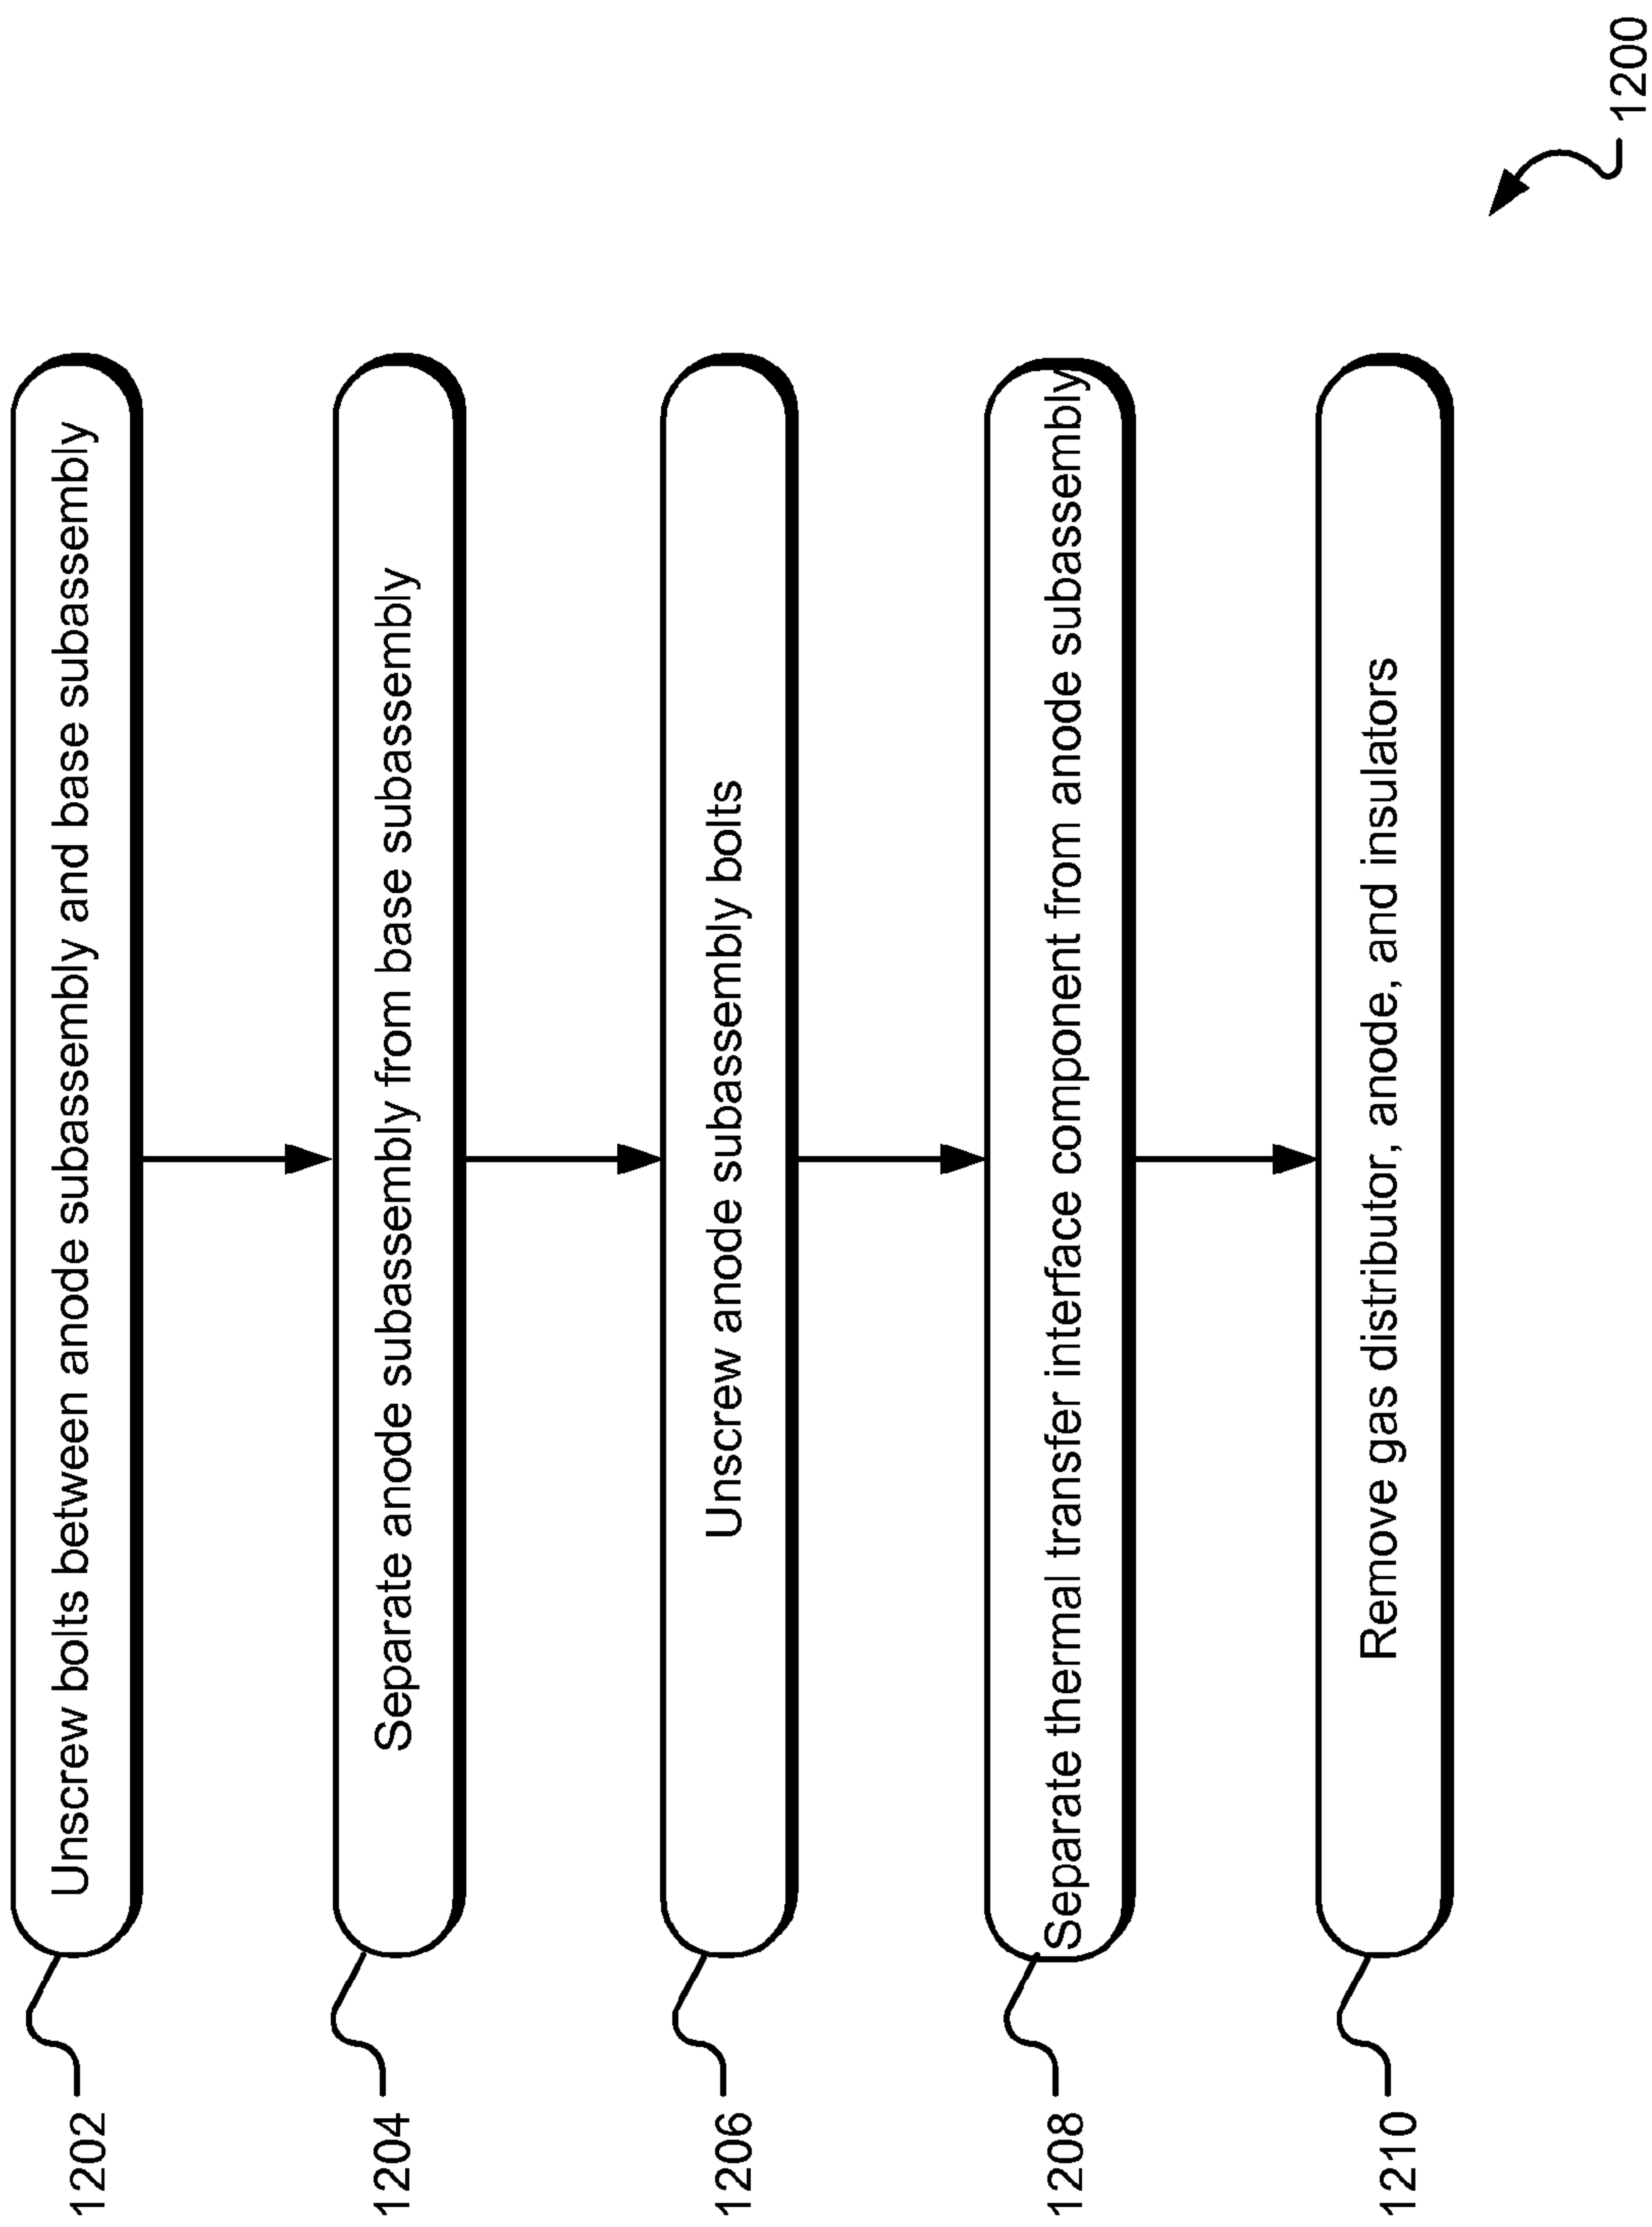 1202
Unscrew bolts between anode subassembly and base subassembly
1204
Separate anode subassembly from base subassembly
1206
Unscrew anode subassembly bolts
1208
Separate thermal transfer interface component from anode subassembly
1210
Remove gas distributor, anode, and insulators
1200